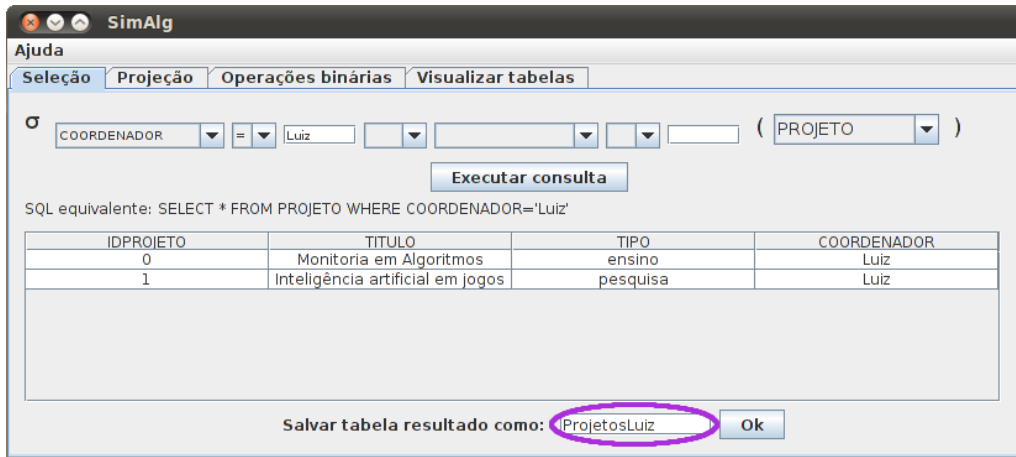 SimAlg
Ajuda
Seleção Projeção Operações binárias Visualizar tabelas
σ COORDENADOR = Luiz ( PROJETO )
Executar consulta
SQL equivalente: SELECT * FROM PROJETO WHERE COORDENADOR='Luiz'
IDPROJETO TITULO TIPO COORDENADOR
0 Monitoria em Algoritmos ensino Luiz
1 Inteligência artificial em jogos pesquisa Luiz
Salvar tabela resultado como: ProjetosLuiz Ok